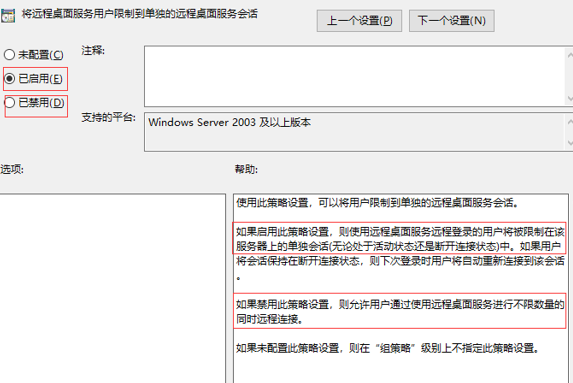 将远程桌面服务用户限制到单独的远程桌面服务会话
上一个设置(P)
下一个设置(N)
未配置(C)
注释:
已启用(E)
已禁用(D)
支持的平台:
Windows Server 2003 及以上版本
选项:
帮助:
使用此策略设置，可以将用户限制到单独的远程桌面服务会话。
如果启用此策略设置，则使用远程桌面服务远程登录的用户将被限制在该
服务器上的单独会话(无论处于活动状态还是断开连接状态)中。如果用户
将会话保持在断开连接状态，则下次登录时用户将自动重新连接到该会话
。
如果禁用此策略设置，则允许用户通过使用远程桌面服务进行不限数量的
同时远程连接。
如果未配置此策略设置，则在“组策略”级别上不指定此策略设置。